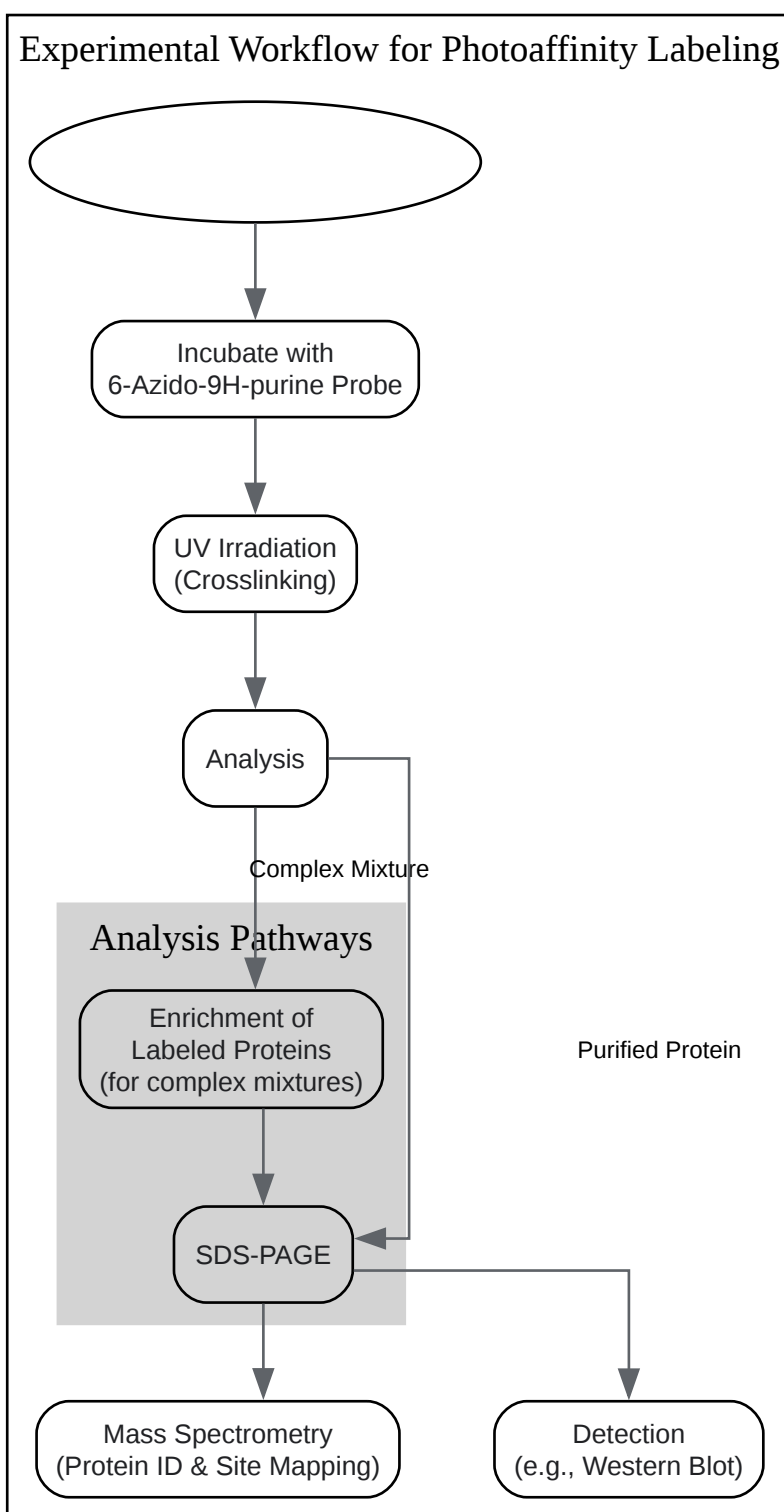 Experimental Workflow for Photoaffinity Labeling
Incubate with
6-Azido-9H-purine Probe
UV Irradiation
(Crosslinking)
Analysis
Complex Mixture
Analysis Pathways
Enrichment of
Labeled Proteins
(for complex mixtures)
Purified Protein
SDS-PAGE
Mass Spectrometry
(Protein ID & Site Mapping)
Detection
(e.g., Western Blot)